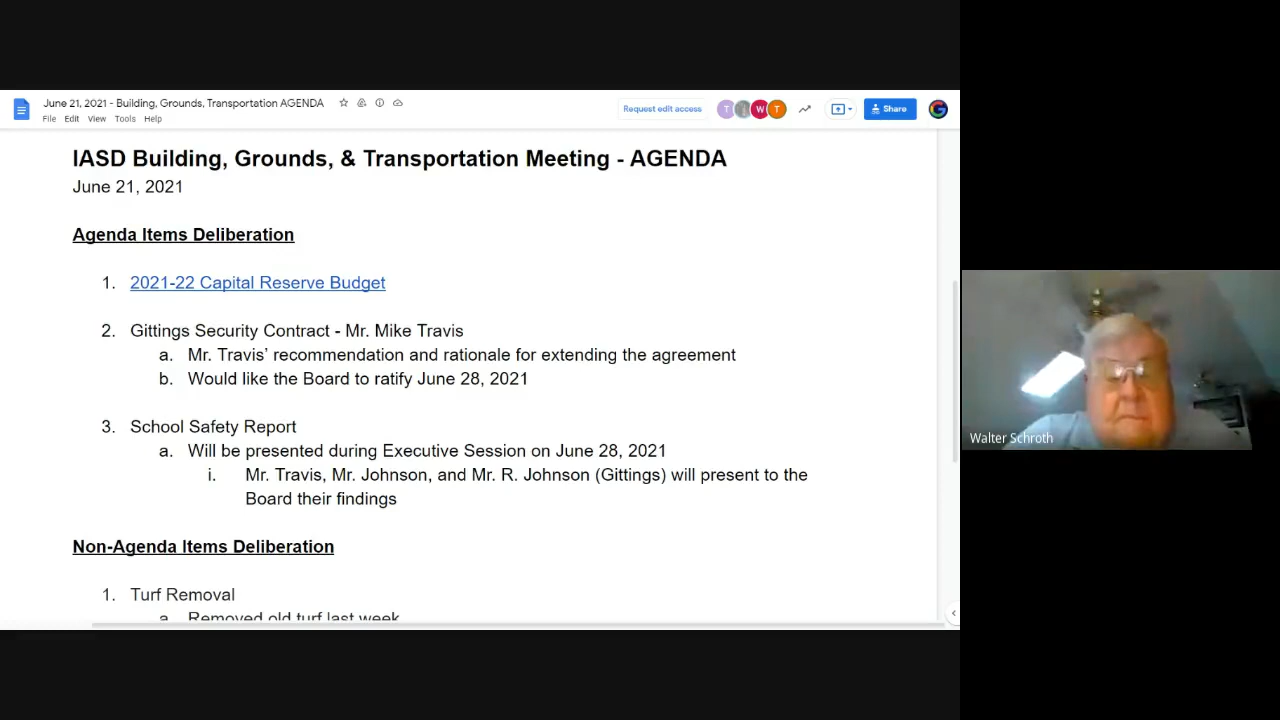 June 21, 2021 - Building, Grounds, Transportation AGENDA
File Edit View Tools Help
Request edit access
T W T
Share
G
IASD Building, Grounds, & Transportation Meeting - AGENDA
June 21, 2021
Agenda Items Deliberation
1. 2021-22 Capital Reserve Budget
2. Gittings Security Contract - Mr. Mike Travis
a. Mr. Travis' recommendation and rationale for extending the agreement
b. Would like the Board to ratify June 28, 2021
3. School Safety Report
a. Will be presented during Executive Session on June 28, 2021
i. Mr. Travis, Mr. Johnson, and Mr. R. Johnson (Gittings) will present to the
Board their findings
Non-Agenda Items Deliberation
1. Turf Removal
a. Removed old turf last week
Walter Schroth